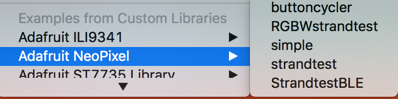 Examples from Custom Libraries
Adafruit ILI9341
Adafruit NeoPixel
Adafruit ST7735 Library
buttoncycler
RGBWstrandtest
simple
strandtest
StrandtestBLE